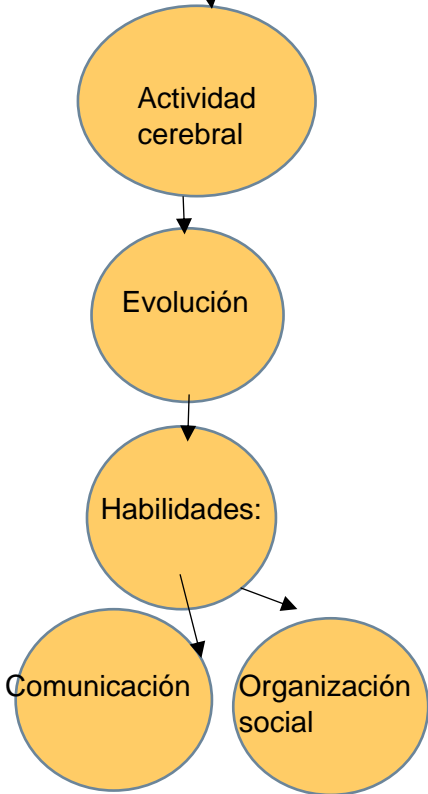 Actividad
cerebral
Evolución
Habilidades:
Comunicación
Organización
social